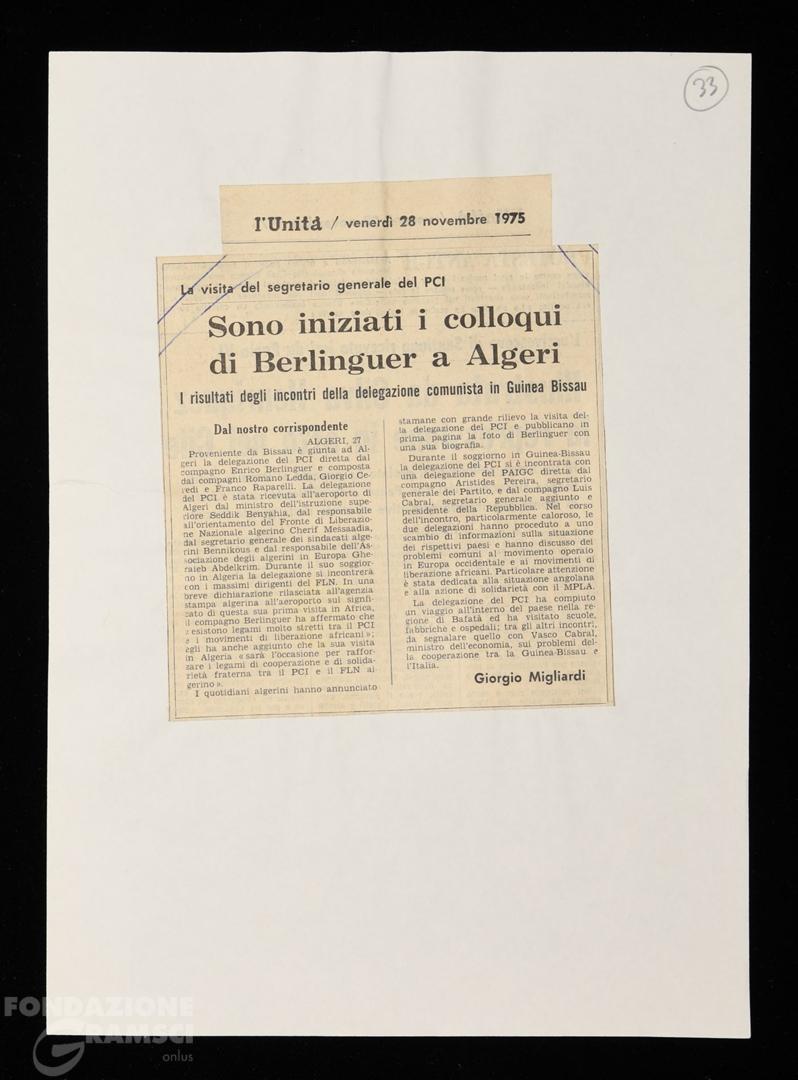 33
l'Unità / venerdì 28 novembre 1975
La visita del segretario generale del PCI
Sono iniziati i colloqui
di Berlinguer a Algeri
I risultati degli incontri della delegazione comunista in Guinea Bissau
Dal nostro corrispondente
ALGERI, 27
Proveniente da Bissau è giunta ad Al-
geri la delegazione del PCI diretta dal
compagno Enrico Berlinguer e composta
dai compagni Romano Ledda, Giorgio Ce-
redi e Franco Raparelli. La delegazione
del PCI è stata ricevuta all'aeroporto di
Algeri dal ministro dell'istruzione supe-
riore Seddik Benyahia, dal responsabile
all'orientamento del Fronte di Liberazio-
ne Nazionale algerino Cherif Messaadia,
dal segretario generale dei sindacati alge-
rini Bennikous e dal responsabile dell'As-
sociazione degli algerini in Europa Ghe-
raieb Abdelkrim. Durante il suo soggior-
no in Algeria la delegazione si incontrerà
con i massimi dirigenti del FLN. In una
breve dichiarazione rilasciata all'agenzia
stampa algerina all'aeroporto sul signfi-
cato di questa sua prima visita in Africa,
il compagno Berlinguer ha affermato che
« esistono legami molto stretti tra il PCI
e i movimenti di liberazione africani »;
egli ha anche aggiunto che la sua visita
in Algeria « sarà l'occasione per raffor-
zare i legami di cooperazione e di solida-
rietà fraterna tra il PCI e il FLN al-
gerino ».
I quotidiani algerini hanno annunciato
stamane con grande rilievo la visita del-
la delegazione del PCI e pubblicano in
prima pagina la foto di Berlinguer con
una sua biografia.
Durante il soggiorno in Guinea-Bissau
la delegazione del PCI si è incontrata con
una delegazione del PAIGC diretta dal
compagno Aristides Pereira, segretario
generale del Partito, e dal compagno Luis
Cabral, segretario generale aggiunto e
presidente della Repubblica. Nel corso
dell'incontro, particolarmente caloroso, le
due delegazioni hanno proceduto a uno
scambio di informazioni sulla situazione
dei rispettivi paesi e hanno discusso dei
problemi comuni al movimento operaio
in Europa occidentale e ai movimenti di
liberazione africani. Particolare attenzione
è stata dedicata alla situazione angolana
e alla azione di solidarietà con il MPLA.
La delegazione del PCI ha compiuto
un viaggio all'interno del paese nella re-
gione di Bafatà ed ha visitato scuole,
fabbriche e ospedali; tra gli altri incontri,
da segnalare quello con Vasco Cabral,
ministro dell'economia, sui problemi del-
la cooperazione tra la Guinea-Bissau e
l'Italia.
Giorgio Migliardi
FONDAZIONE
GRAMSCI
onlus